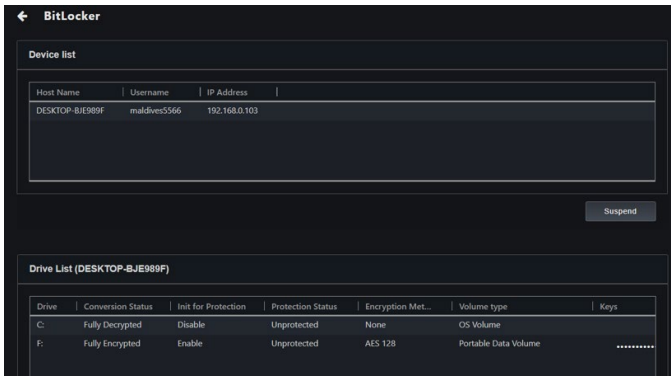 BitLocker
Device list
Host Name Username IP Address
DESKTOP-BJE989F maldives5566 192.168.0.103
Suspend
Drive List (DESKTOP-BJE989F)
Drive Conversion Status Init for Protection Protection Status Encryption Met... Volume type Keys
C: Fully Decrypted Disable Unprotected None OS Volume
F: Fully Encrypted Enable Unprotected AES 128 Portable Data Volume ..........